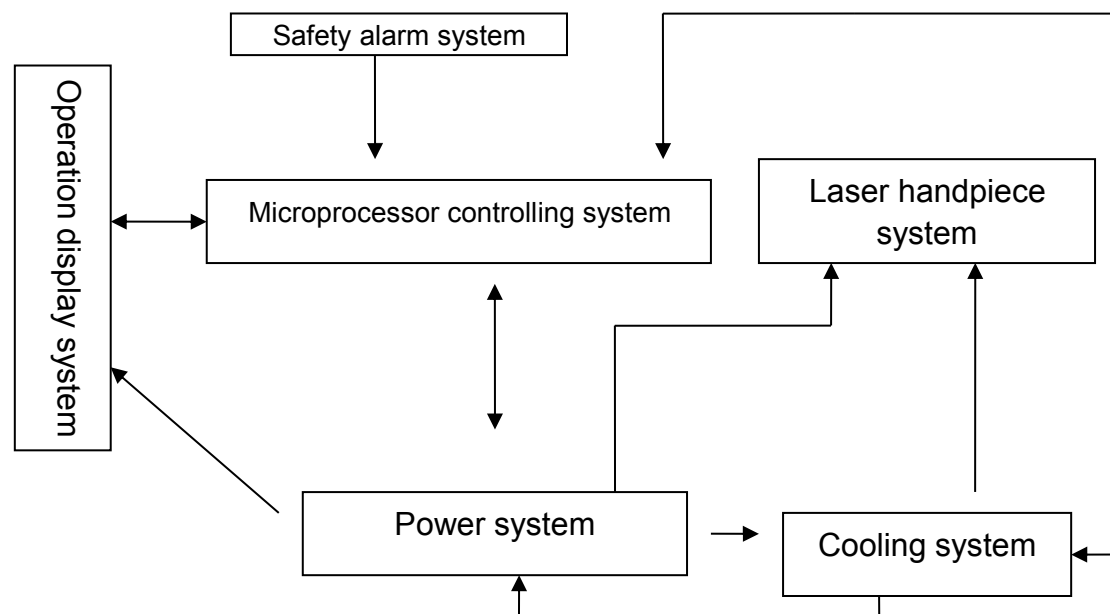 Safety alarm system
Operation display system
Microprocessor controlling system
Laser handpiece
system
Power system
Cooling system